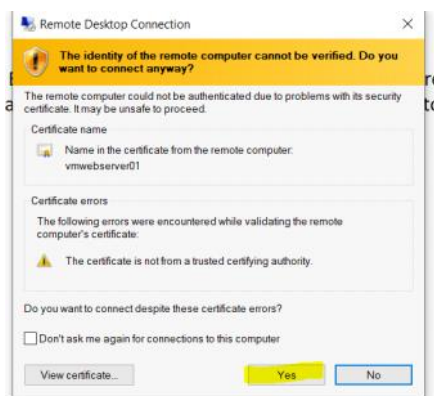 Remote Desktop Connection
The identity of the remote computer cannot be verified. Do you
want to connect anyway?
The remote computer could not be authenticated due to problems with its security
certificate. It may be unsafe to proceed.
Certificate name
Name in the certificate from the remote computer:
vmwebserver01
Certificate errors
The following errors were encountered while validating the remote
computer's certificate:
The certificate is not from a trusted certifying authority.
Do you want to connect despite these certificate errors?
Don't ask me again for connections to this computer
View certificate...
Yes
No